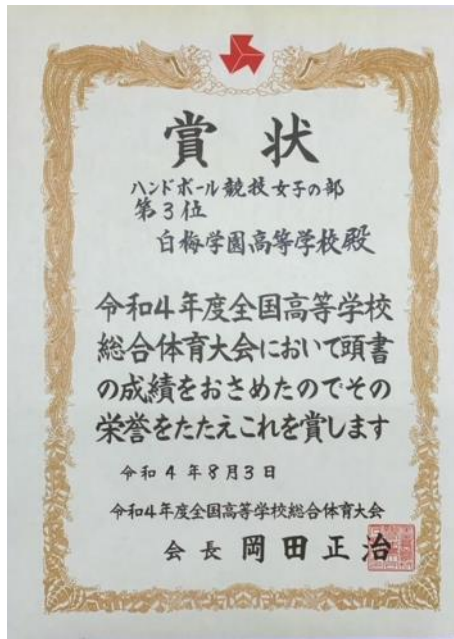 賞状
ハンドボール競技女子の部
第3位
白梅学園高等学校殿
令和4年度全国高等学校
総合体育大会において頭書
の成績をおさめたのでその
栄誉をたたえこれを賞します
令和4年8月3日
令和4年度全国高等学校総合体育大会
会長 岡田正治